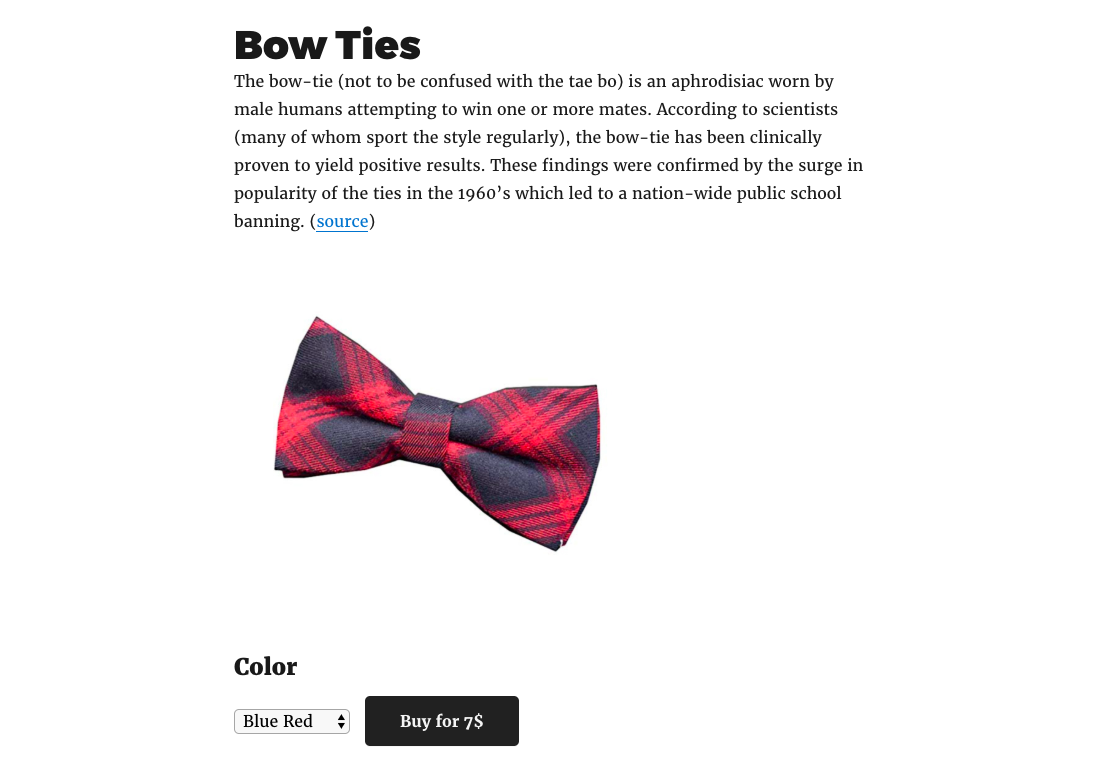 Bow Ties
The bow-tie (not to be confused with the tae bo) is an aphrodisiac worn by
male humans attempting to win one or more mates. According to scientists
(many of whom sport the style regularly), the bow-tie has been clinically
proven to yield positive results. These findings were confirmed by the surge in
popularity of the ties in the 1960’s which led to a nation-wide public school
banning. (source)
Color
Blue Red
Buy for 7$